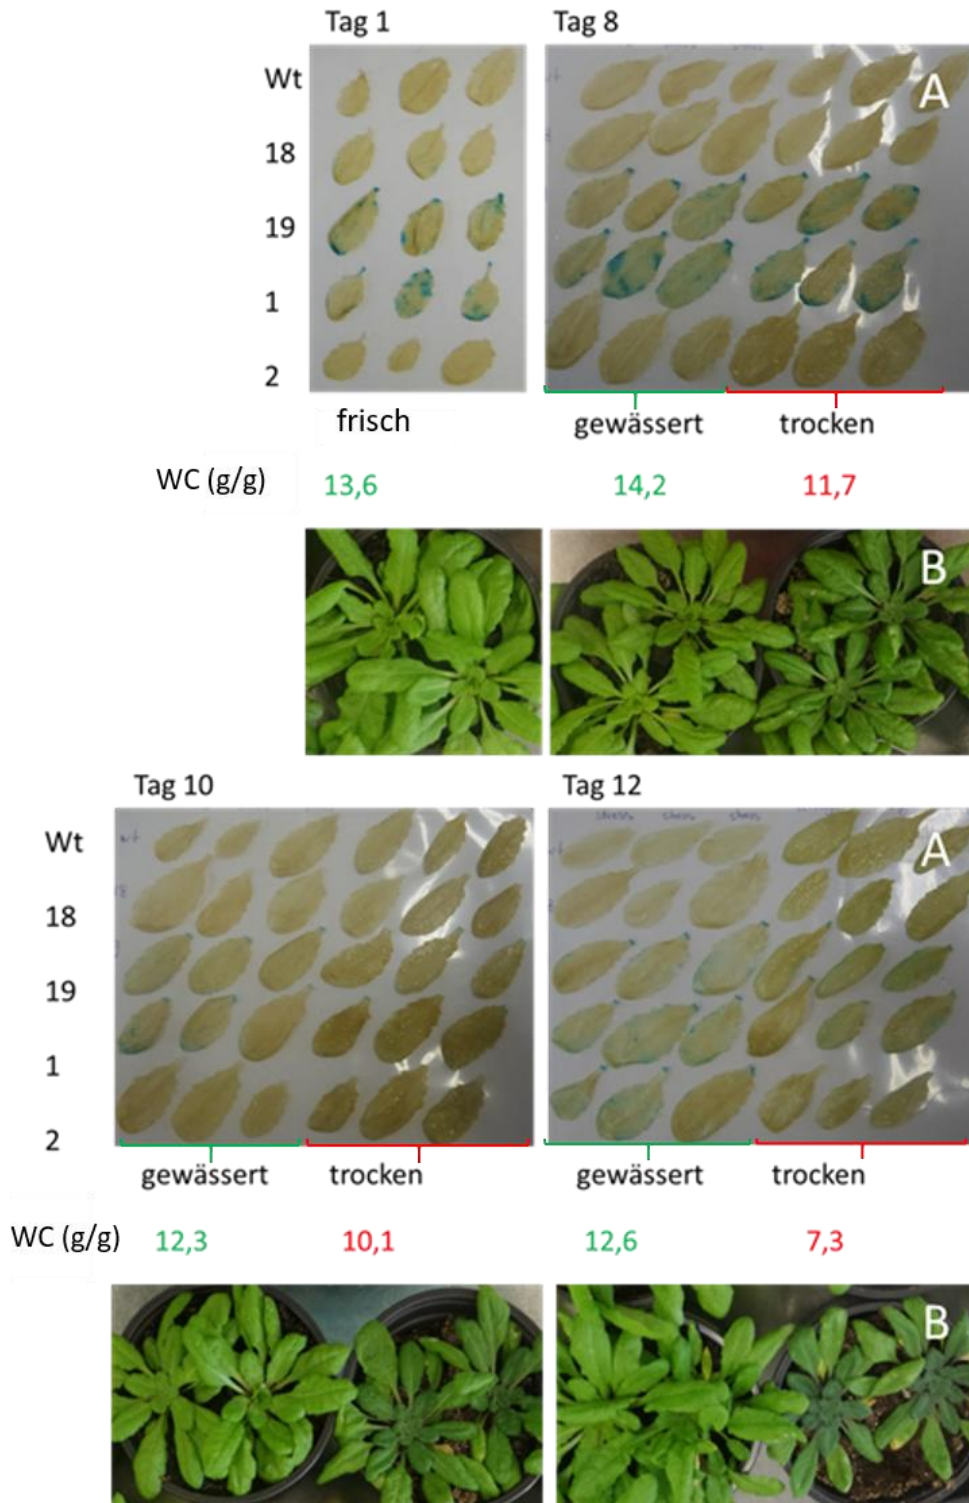 Tag 1 Tag 8
Wt A
18
19
1
2
frisch gewässert trocken
WC (g/g) 13,6 14,2 11,7
B
Tag 10 Tag 12
Wt A
18
19
1
2
gewässert trocken gewässert trocken
WC (g/g) 12,3 10,1 12,6 7,3
B